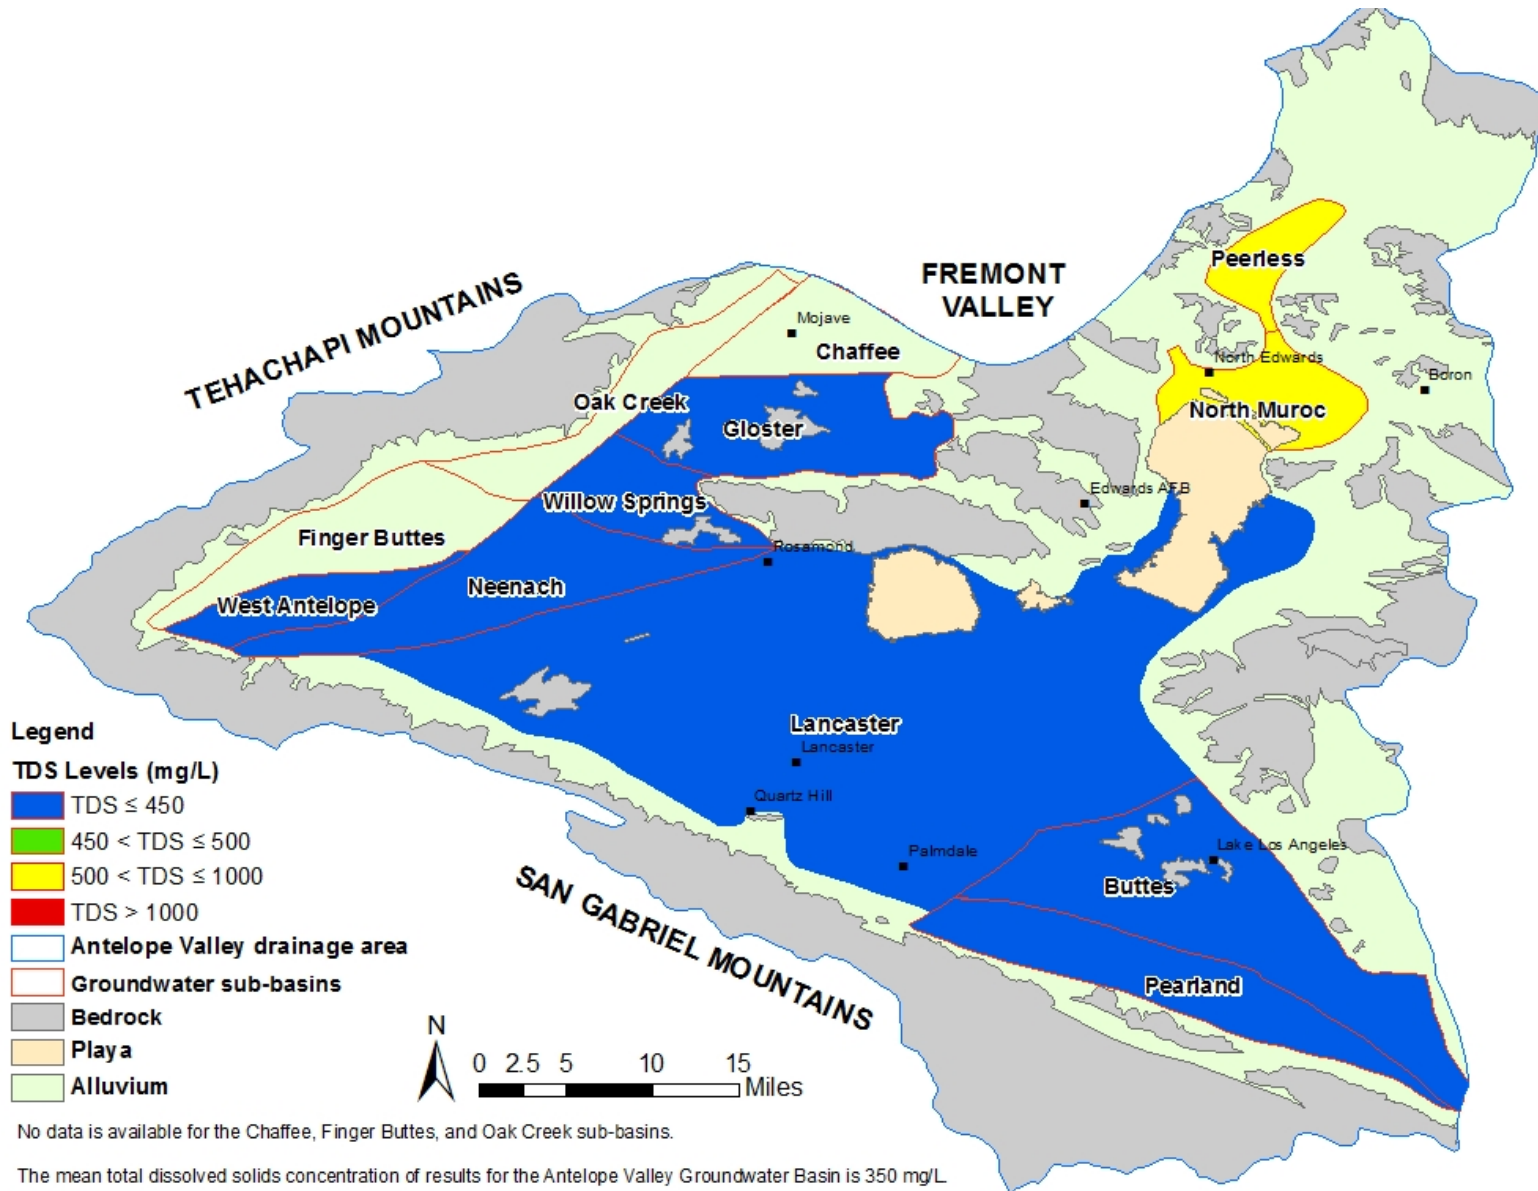 FREMONT
VALLEY
TEHACHAPI MOUNTAINS
Peerless
Mojave
Chaffee
North Edwards
Boron
Oak Creek
North Muroc
Gloster
Edwards AFB
Willow Springs
Finger Buttes
Rosamond
Neenach
West Antelope
Lancaster
Lancaster
Quartz Hill
Lake Los Angeles
Palmdale
Buttes
SAN GABRIEL MOUNTAINS
Pearland
Legend
TDS Levels (mg/L)
TDS ≤ 450
450 < TDS ≤ 500
500 < TDS ≤ 1000
TDS > 1000
Antelope Valley drainage area
Groundwater sub-basins
Bedrock
Playa
Alluvium
N
0 2.5 5 10 15
Miles
No data is available for the Chaffee, Finger Buttes, and Oak Creek sub-basins.
The mean total dissolved solids concentration of results for the Antelope Valley Groundwater Basin is 350 mg/L